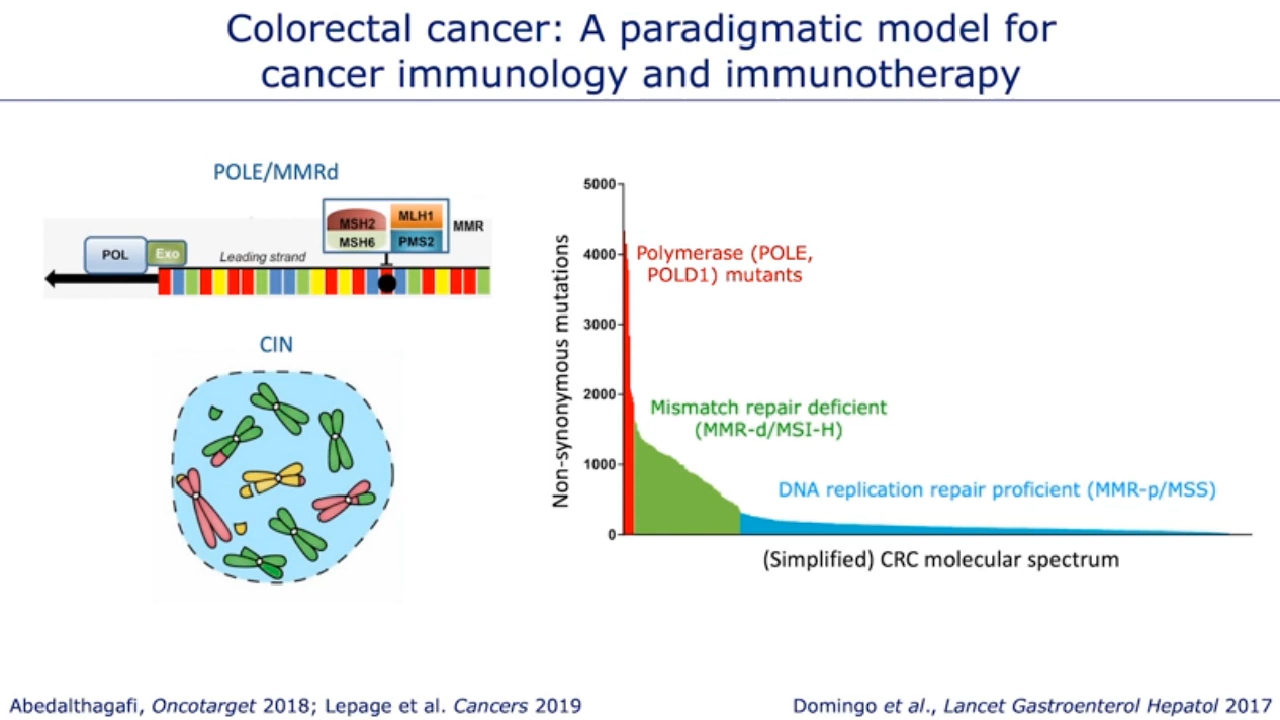 Colorectal cancer: A paradigmatic model for
cancer immunology and immunotherapy
POLE/MMRd
MSH2
MLH1
MSH6
PMS2
MMR
POL
Exo
Leading strand
CIN
Non-synonymous mutations
5000
4000
3000
2000
1000
0
Polymerase (POLE,
POLD1) mutants
Mismatch repair deficient
(MMR-d/MSI-H)
DNA replication repair proficient (MMR-p/MSS)
(Simplified) CRC molecular spectrum
Abedalthagafi, Oncotarget 2018; Lepage et al. Cancers 2019
Domingo et al., Lancet Gastroenterol Hepatol 2017